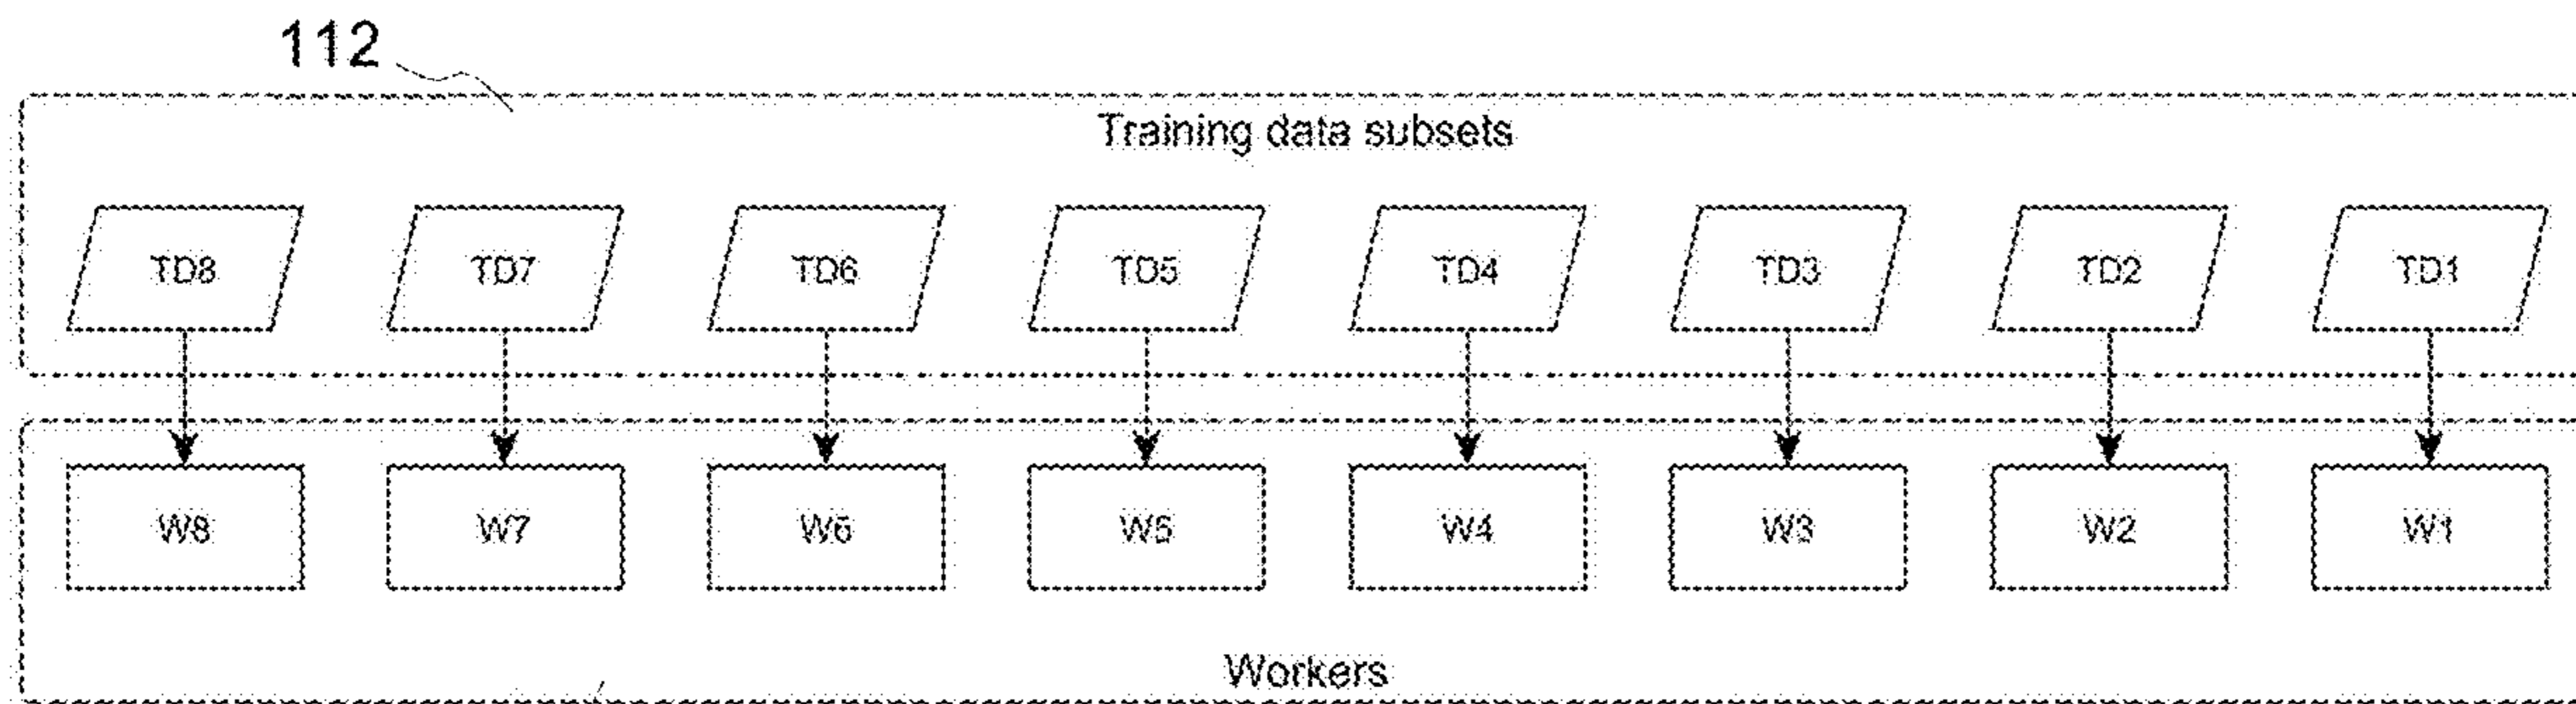 112
Training data subsets
TD8 TD7 TD6 TD5 TD4 TD3 TD2 TD1
W8 W7 W6 W5 W4 W3 W2 W1
Workers